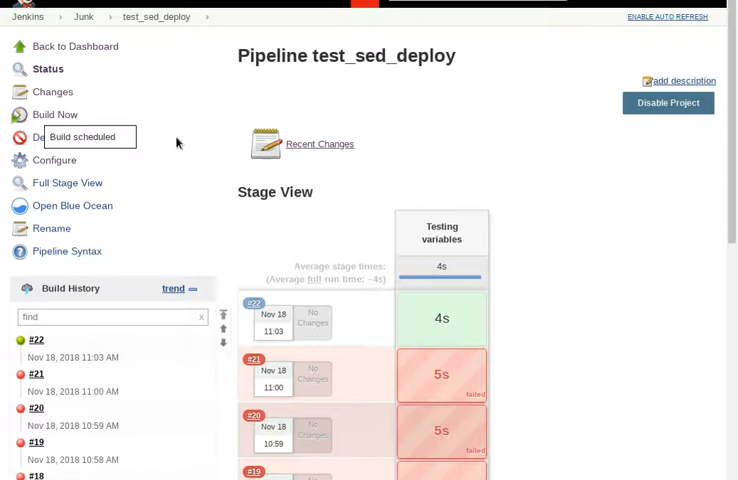 Jenkins
Junk
test_sed_deploy
ENABLE AUTO REFRESH
Back to Dashboard
Status
Changes
Build Now
De
Build scheduled
Configure
Full Stage View
Open Blue Ocean
Rename
Pipeline Syntax
Build History
trend
find
x
#22
Nov 18, 2018 11:03 AM
#21
Nov 18, 2018 11:00 AM
#20
Nov 18, 2018 10:59 AM
#19
Nov 18, 2018 10:58 AM
#18
Pipeline test_sed_deploy
add description
Disable Project
Recent Changes
Stage View
Testing
variables
Average stage times:
(Average full run time: ~4s)
4s
#22
Nov 18
11:03
No
Changes
4s
#21
Nov 18
11:00
No
Changes
5s
failed
#20
Nov 18
10:59
No
Changes
5s
failed
#19